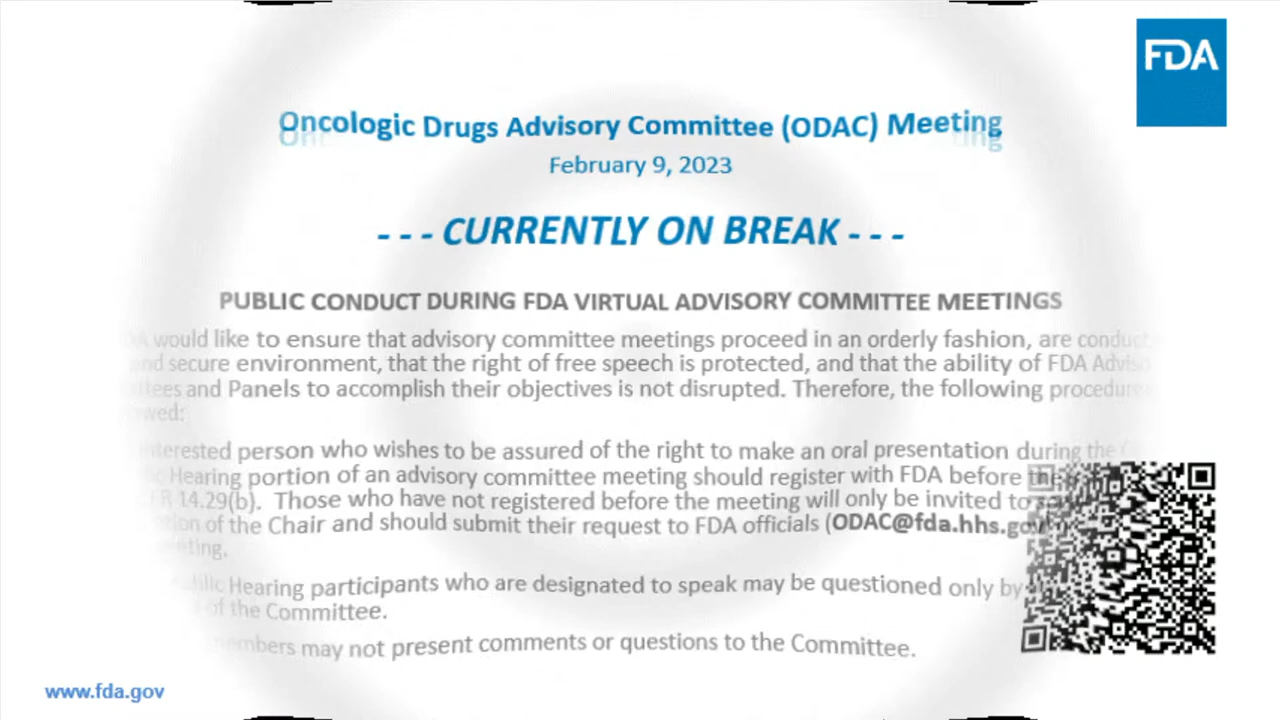 FDA
Oncologic Drugs Advisory Committee (ODAC) Meeting
February 9, 2023
- - - CURRENTLY ON BREAK - - -
PUBLIC CONDUCT DURING FDA VIRTUAL ADVISORY COMMITTEE MEETINGS
would like to ensure that advisory committee meetings proceed in an orderly fashion, are
secure environment, that the right of free speech is protected, and that the ability of FDA
and Panels to accomplish their objectives is not disrupted. Therefore, the following
person who wishes to be assured of the right to make an oral presentation during the
Hearing portion of an advisory committee meeting should register with FDA before
14.29(b). Those who have not registered before the meeting will only be invited to
of the Chair and should submit their request to FDA officials (ODAC@fda.hhs.gov
Hearing participants who are designated to speak may be questioned only by
of the Committee.
may not present comments or questions to the Committee.
www.fda.gov